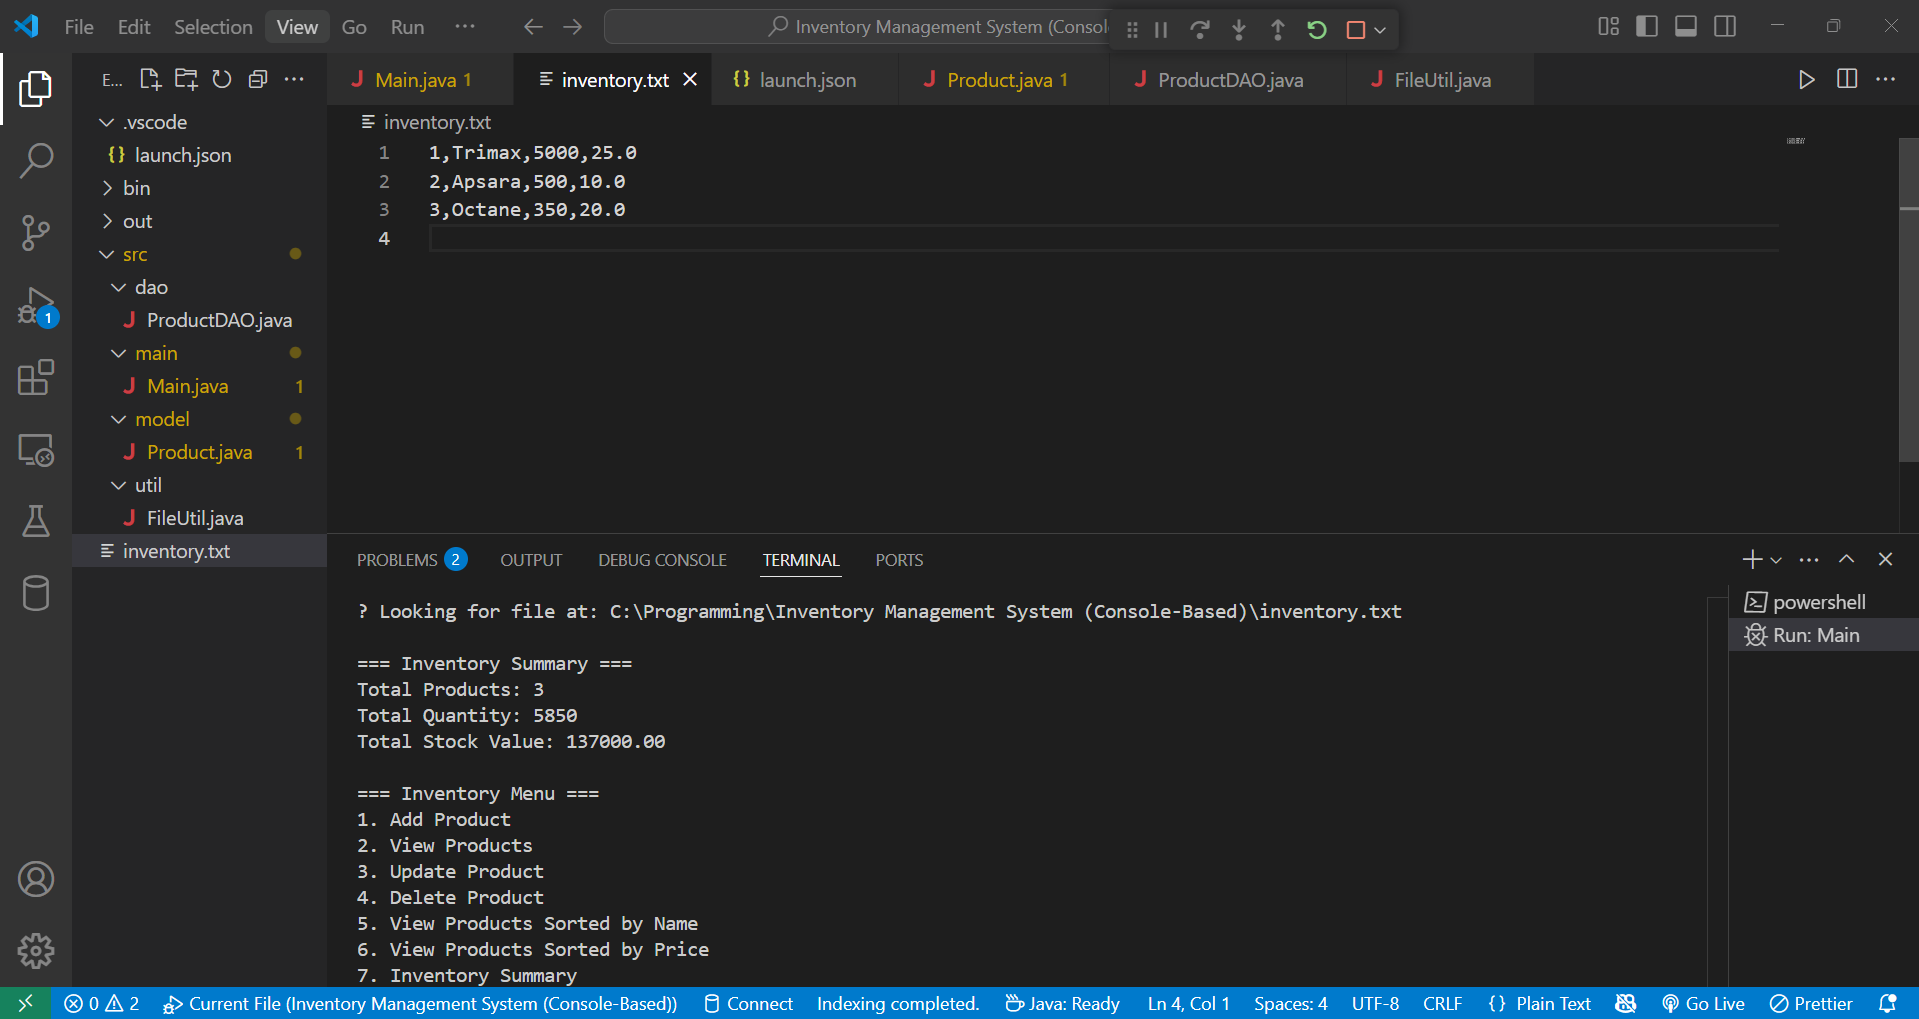 File Edit Selection View Go Run ··· Inventory Management System (Consol
E... Main.java 1 inventory.txt launch.json Product.java 1 ProductDAO.java FileUtil.java
.vscode
launch.json
bin
out
src
dao
ProductDAO.java
main
Main.java 1
model
Product.java 1
util
FileUtil.java
inventory.txt
1
inventory.txt
1 1,Trimax,5000,25.0
2 2,Apsara,500,10.0
3 3,Octane,350,20.0
4
PROBLEMS 2 OUTPUT DEBUG CONSOLE TERMINAL PORTS
? Looking for file at: C:\Programming\Inventory Management System (Console-Based)\inventory.txt
=== Inventory Summary ===
Total Products: 3
Total Quantity: 5850
Total Stock Value: 137000.00
=== Inventory Menu ===
1. Add Product
2. View Products
3. Update Product
4. Delete Product
5. View Products Sorted by Name
6. View Products Sorted by Price
7. Inventory Summary
powershell
Run: Main
0 2 Current File (Inventory Management System (Console-Based)) Connect Indexing completed. Java: Ready Ln 4, Col 1 Spaces: 4 UTF-8 CRLF {} Plain Text Go Live Prettier